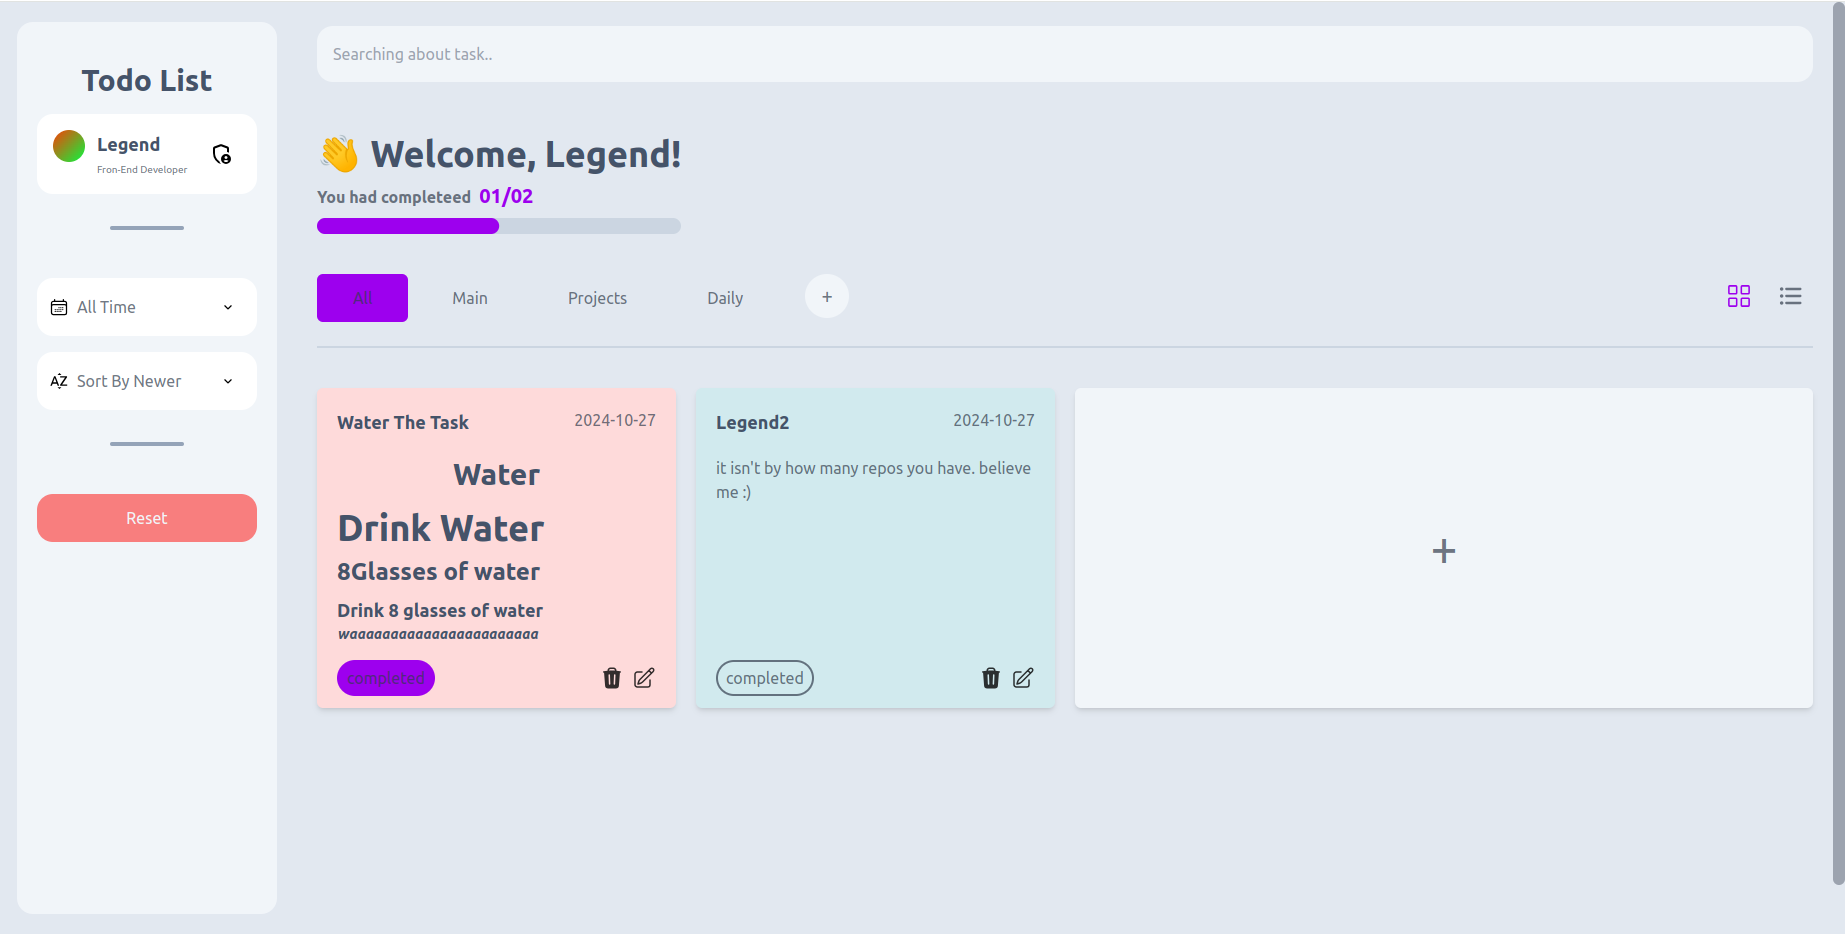 Todo List
Legend
Fron-End Developer
All Time
AZ Sort By Newer
Reset
Searching about task..
👋 Welcome, Legend!
You had completeed 01/02
All Main Projects Daily +
Water The Task 2024-10-27
Water
Drink Water
8Glasses of water
Drink 8 glasses of water
waaaaaaaaaaaaaaaaaaaaaaa
completed
Legend2 2024-10-27
it isn't by how many repos you have. believe
me :)
completed
+